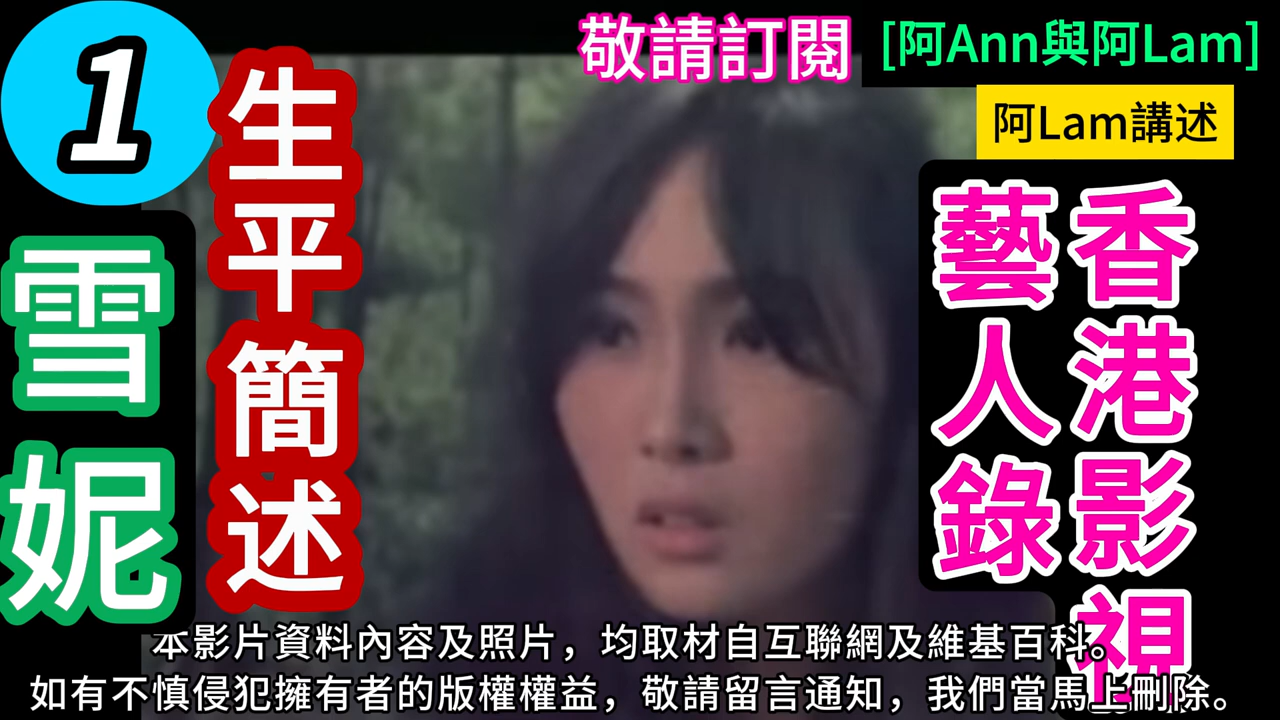 1
雪妮
生平簡述
敬請訂閱
[阿Ann與阿Lam]
阿Lam講述
香港影視
藝人錄
本影片資料內容及照片，均取材自互聯網及維基百科。
如有不慎侵犯擁有者的版權權益，敬請留言通知，我們當馬上刪除。